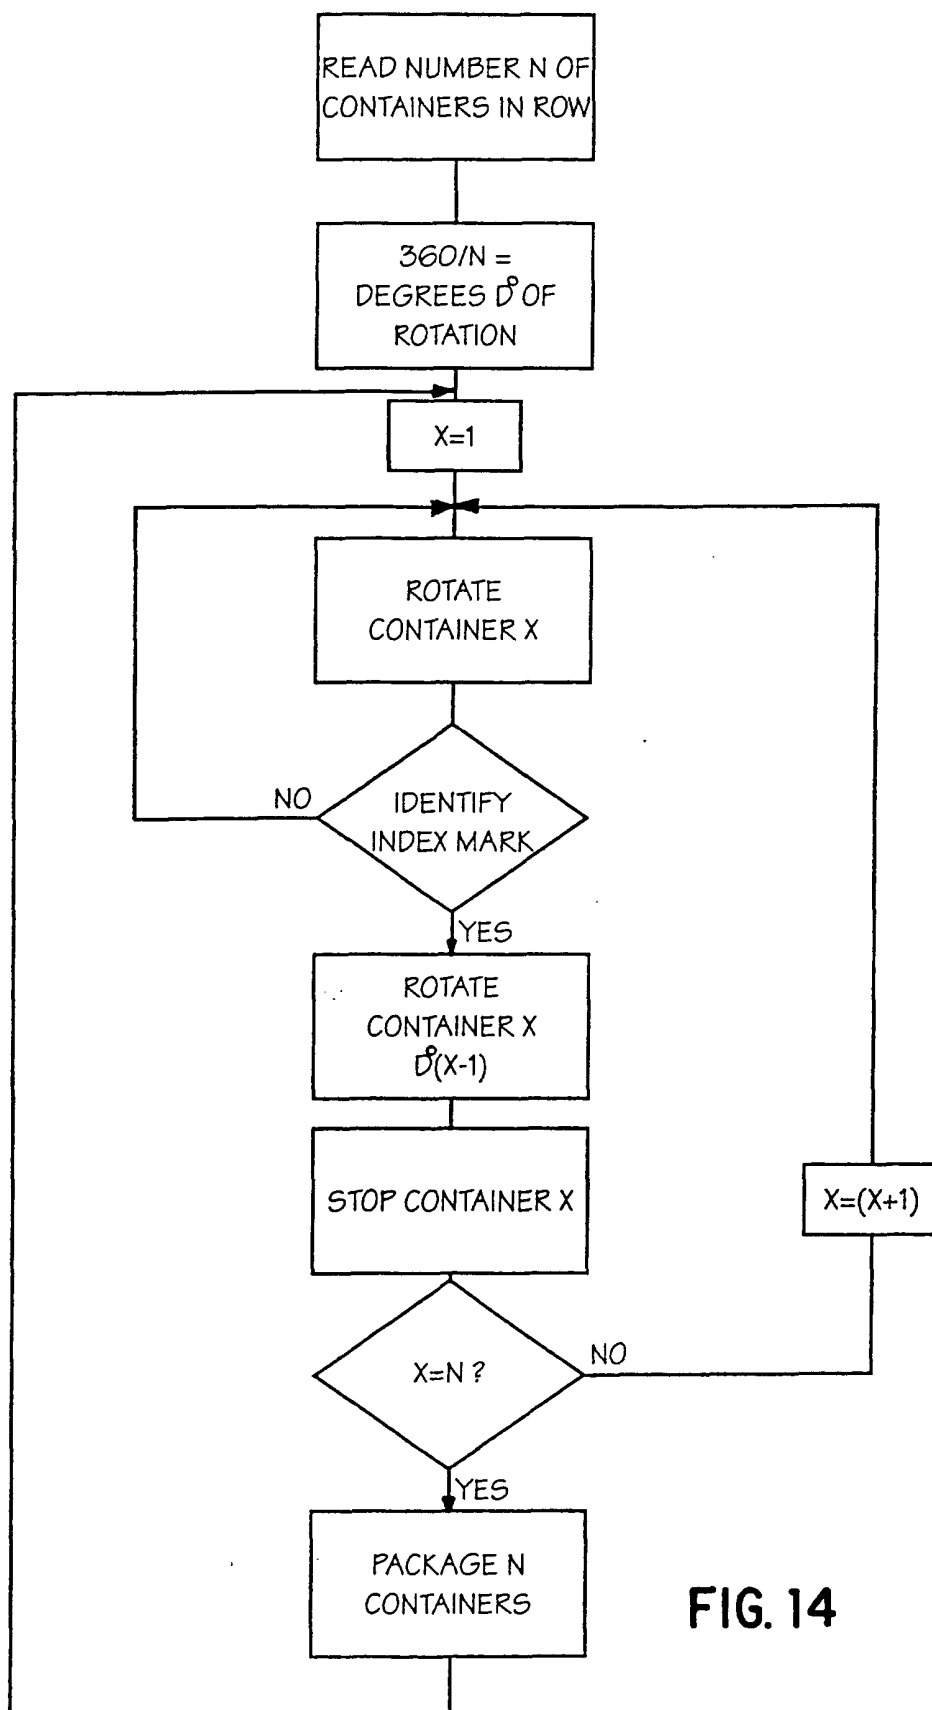 READ NUMBER N OF
CONTAINERS IN ROW
360/N =
DEGREES D° OF
ROTATION
X=1
ROTATE
CONTAINER X
NO
IDENTIFY
INDEX MARK
YES
ROTATE
CONTAINER X
D°(X-1)
STOP CONTAINER X
X=(X+1)
X=N ?
NO
YES
PACKAGE N
CONTAINERS
FIG. 14